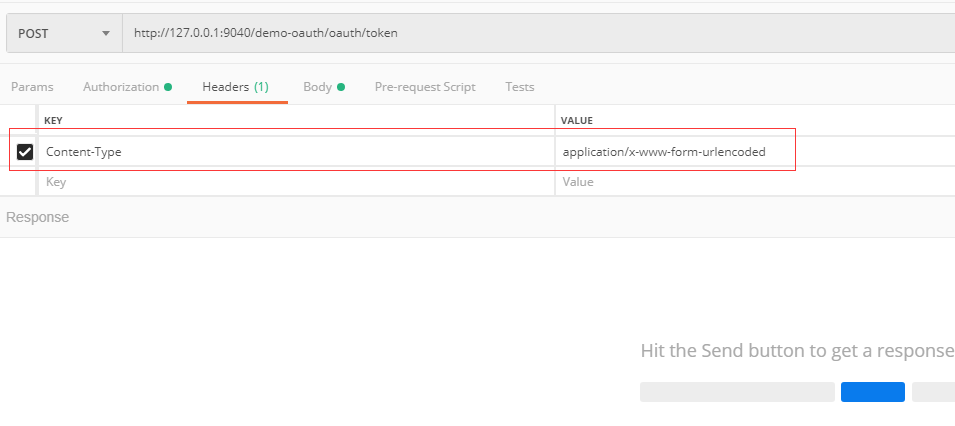 POST http://127.0.0.1:9040/demo-oauth/oauth/token
Params Authorization Headers (1) Body Pre-request Script Tests
KEY VALUE
Content-Type application/x-www-form-urlencoded
Key Value
Response
Hit the Send button to get a response